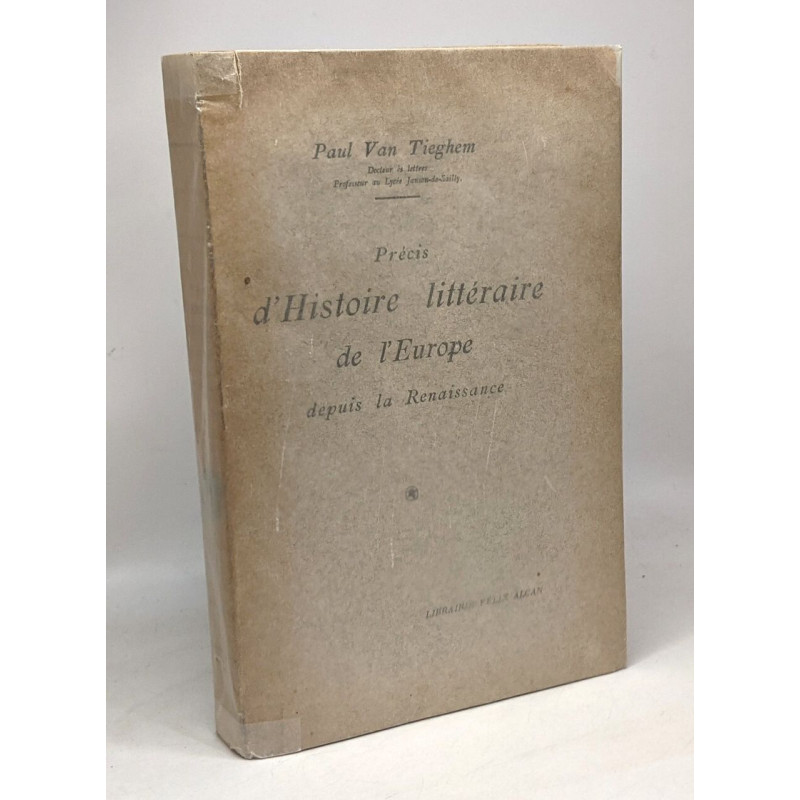 Paul Van Tieghem
Docteur ès lettres
Professeur au Lycée Janson-de-Sailly.
Précis
d'Histoire littéraire
de l'Europe
depuis la Renaissance
LIBRAIRIE FÉLIX ALCAN